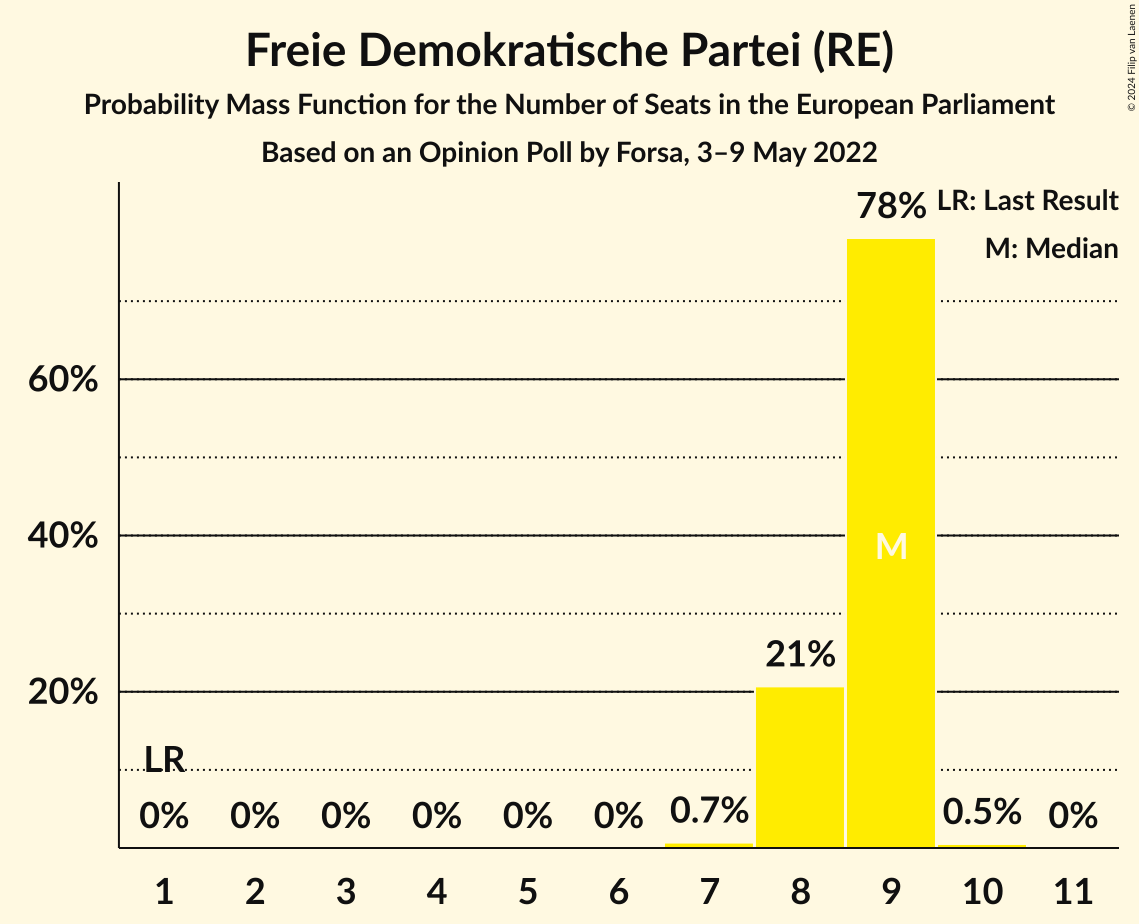 Freie Demokratische Partei (RE)
Probability Mass Function for the Number of Seats in the European Parliament
Based on an Opinion Poll by Forsa, 3–9 May 2022
© 2024 Filip van Laenen
LR: Last Result
M: Median
78%
60%
40%
M
21%
20%
LR
0% 0% 0% 0% 0% 0% 0.7% 0.5% 0%
1 2 3 4 5 6 7 8 9 10 11